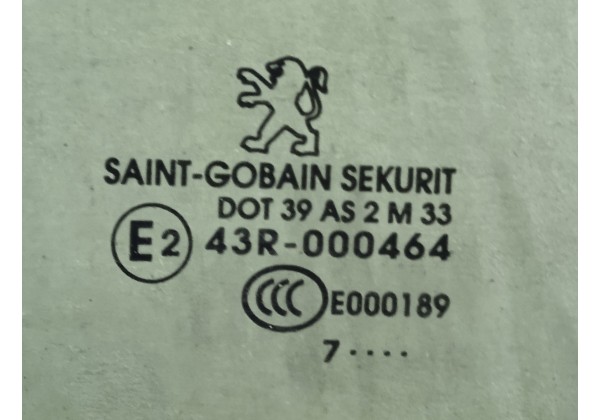 SAINT-GOBAIN SEKURIT
DOT 39 AS 2 M 33
E2 43R-000464
CCC E000189
7 ····